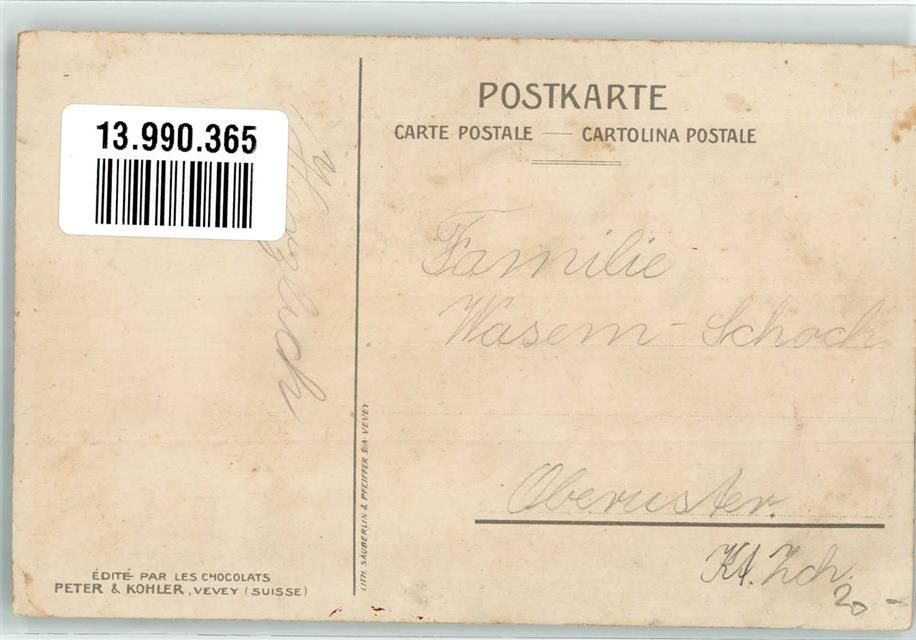 POSTKARTE
CARTE POSTALE — CARTOLINA POSTALE
13.990.365
Familie
Wasem-Schoch
Oberuster.
Kt. Zch.
20 -
LITH. SAUBERLIN & PFEIFFER S.A. VEVEY
ÉDITÉ PAR LES CHOCOLATS
PETER & KOHLER, VEVEY (SUISSE)